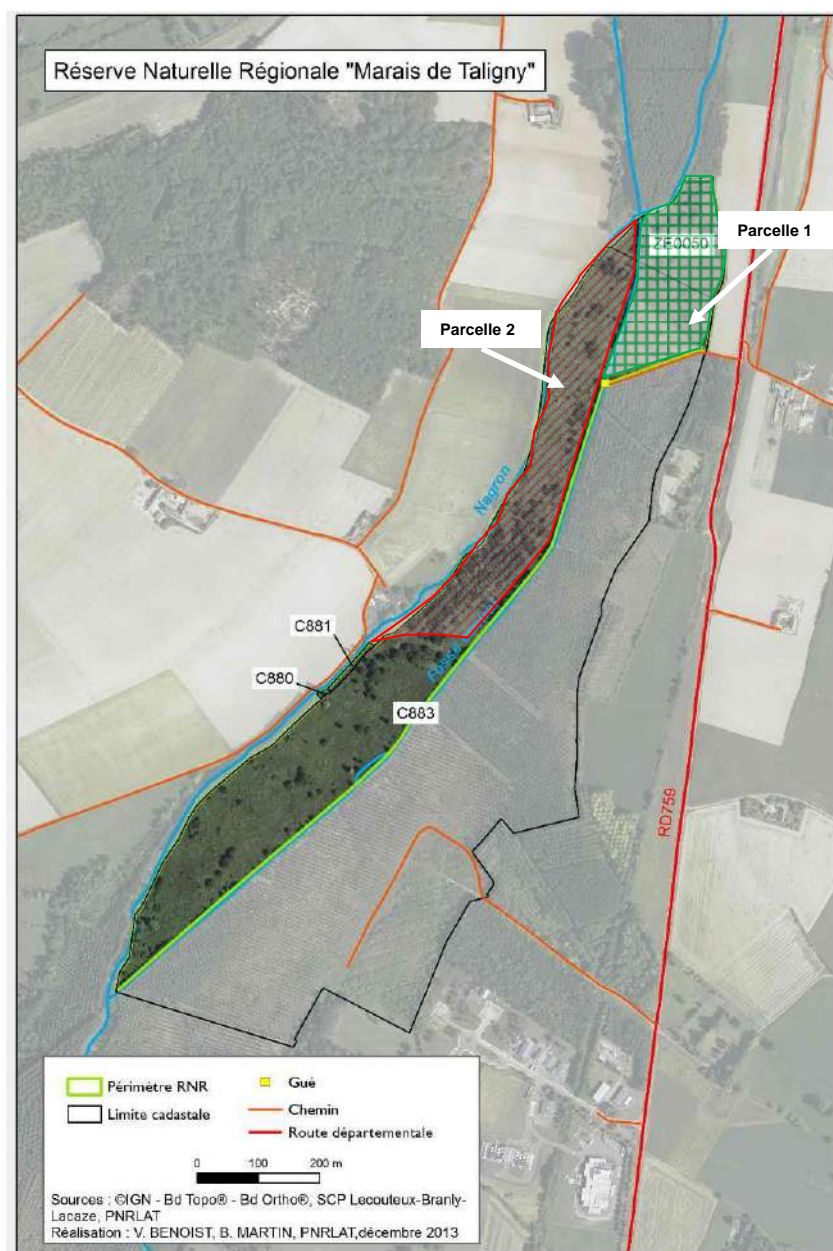 Réserve Naturelle Régionale "Marais de Taligny"
ZE0050
Parcelle 1
Parcelle 2
Negron
C881
C880
C883
RD759
Périmètre RNR
Limite cadastale
Gué
Chemin
Route départementale
0 100 200 m
Sources : ©IGN - Bd Topo® - Bd Ortho®, SCP Lecouteux-Branly-
Lacaze, PNRLAT
Réalisation : V. BENOIST, B. MARTIN, PNRLAT,décembre 2013